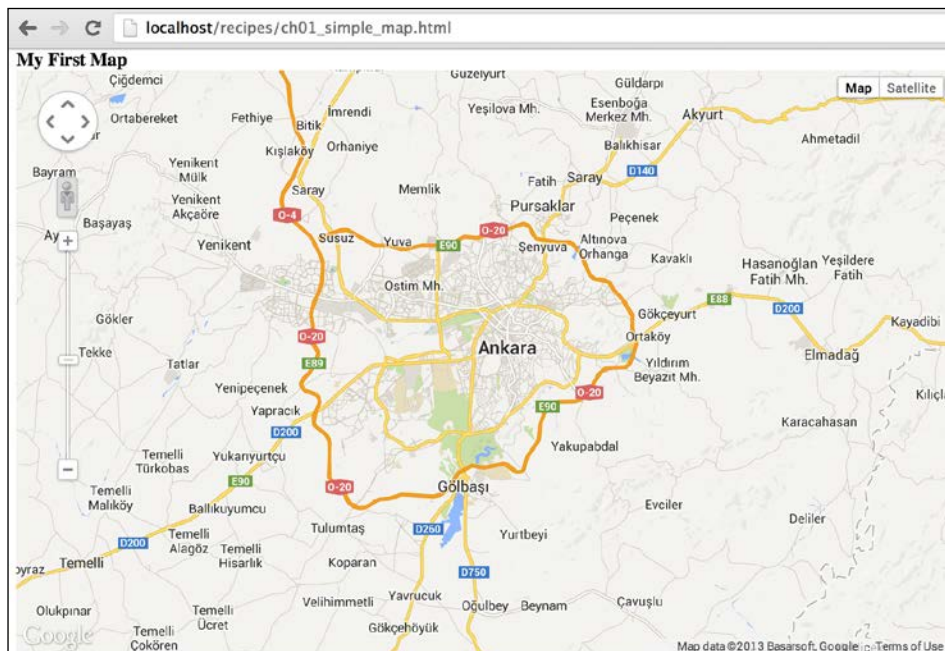 localhost/recipes/ch01_simple_map.html
My First Map
Map Satellite
Çiğdemci
Güzelyurt
Güldarpı
Ortabereket
Fethiye
İmrendi
Bitik
Yeşilova Mh.
Esenboğa
Merkez Mh.
Akyurt
Kışlaköy
Orhaniye
Balıkhisar
Ahmetadil
Bayram
Yenikent
Mülk
Saray
Memlik
Fatih
Saray
D140
Yenikent
Akçaöre
O-4
Pursaklar
Peçenek
Başayaş
Susuz
Yuva
E90
O-20
Şenyuva
Altınova
Orhanga
Yenikent
Kavaklı
Hasanoğlan
Fatih Mh.
Yeşildere
Fatih
Ostim Mh.
Gökçeyurt
E88
D200
Gökler
Kayadibi
O-20
Ankara
Ortaköy
Elmadağ
Tekke
Tatlar
E89
Yıldırım
Beyazıt Mh.
Yenipeçenek
O-20
Yapracık
E90
Karacahasan
D200
Yakupabdal
Temelli
Türkobas
Yukarıyurtçu
E90
O-20
Gölbaşı
Temelli
Malıköy
Ballıkuyumcu
Evciler
Deliler
Tulumtaş
D260
Yurtbeyi
D200
Temelli
Alagöz
Temelli
Hisarlık
Temelli
Koparan
D750
Olukpınar
Temelli
Ücret
Velihimmetli
Yavrucuk
Oğulbey
Beynam
Çavuşlu
Gökçehöyük
Temelli
Çokören
Google
Map data ©2013 Basarsoft, Google
Terms of Use